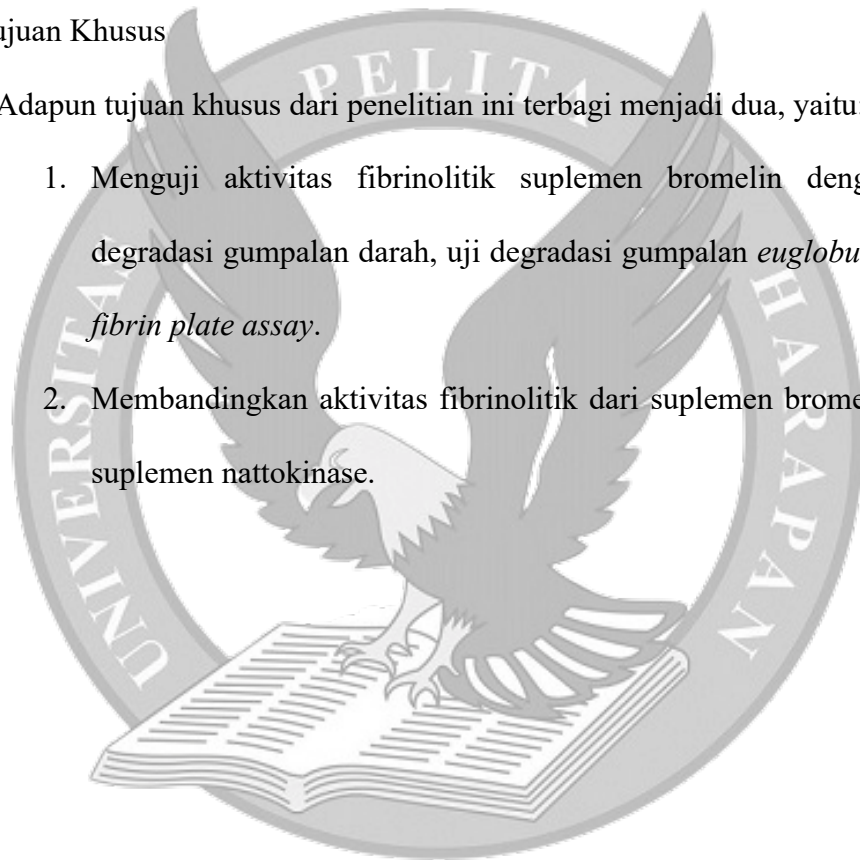 ujuan Khusus
Adapun tujuan khusus dari penelitian ini terbagi menjadi dua, yaitu:
1. Menguji aktivitas fibrinolitik suplemen bromelin deng
degradasi gumpalan darah, uji degradasi gumpalan euglobu
fibrin plate assay.
2. Membandingkan aktivitas fibrinolitik dari suplemen brome
suplemen nattokinase.
UNIVERSITAS PELITA HARAPAN